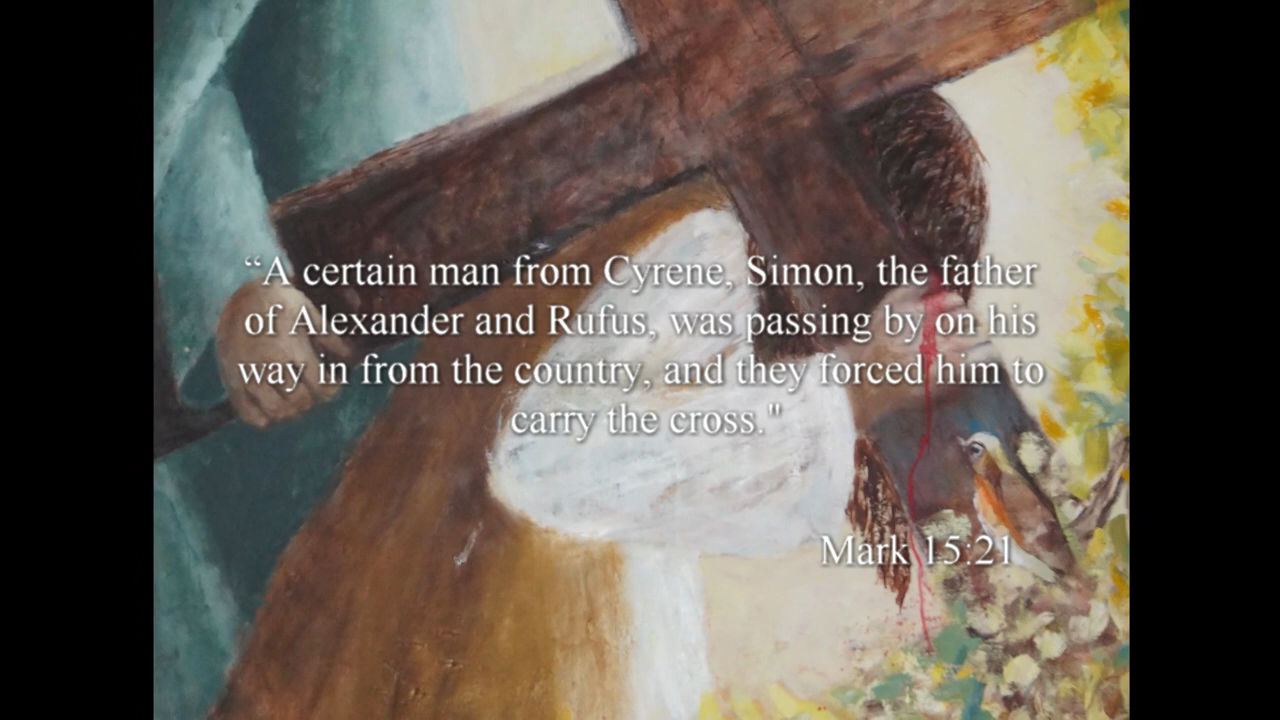 “A certain man from Cyrene, Simon, the father
of Alexander and Rufus, was passing by on his
way in from the country, and they forced him to
carry the cross."
Mark 15:21